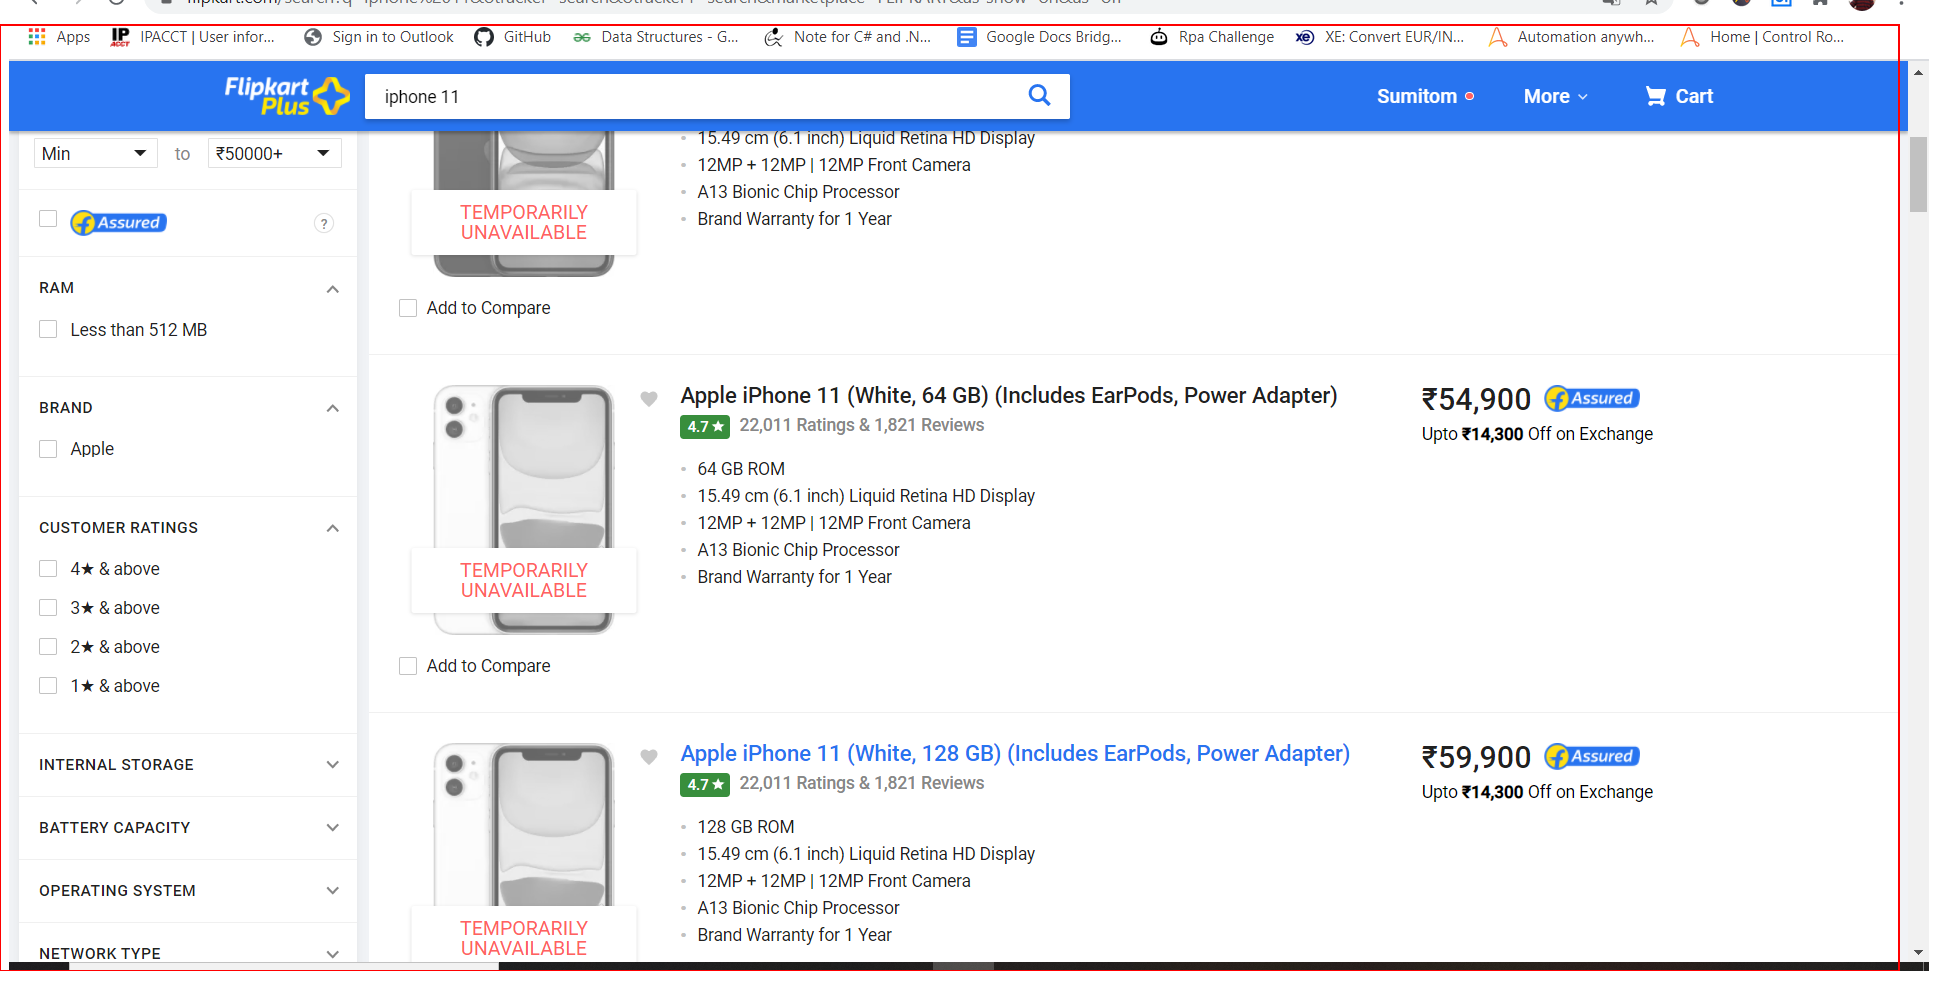 Apps IPACCT | User infor... Sign in to Outlook GitHub Data Structures - G... Note for C# and .N... Google Docs Bridg... Rpa Challenge XE: Convert EUR/IN... Automation anywh... Home | Control Ro...
Flipkart Plus iphone 11 Sumitom More Cart
Min to ₹50000+
Assured ?
RAM
Less than 512 MB
BRAND
Apple
CUSTOMER RATINGS
4★ & above
3★ & above
2★ & above
1★ & above
INTERNAL STORAGE
BATTERY CAPACITY
OPERATING SYSTEM
NETWORK TYPE
15.49 cm (6.1 inch) Liquid Retina HD Display
12MP + 12MP | 12MP Front Camera
A13 Bionic Chip Processor
Brand Warranty for 1 Year
TEMPORARILY
UNAVAILABLE
Add to Compare
Apple iPhone 11 (White, 64 GB) (Includes EarPods, Power Adapter)
4.7★ 22,011 Ratings & 1,821 Reviews
64 GB ROM
15.49 cm (6.1 inch) Liquid Retina HD Display
12MP + 12MP | 12MP Front Camera
A13 Bionic Chip Processor
Brand Warranty for 1 Year
₹54,900 Assured
Upto ₹14,300 Off on Exchange
TEMPORARILY
UNAVAILABLE
Add to Compare
Apple iPhone 11 (White, 128 GB) (Includes EarPods, Power Adapter)
4.7★ 22,011 Ratings & 1,821 Reviews
128 GB ROM
15.49 cm (6.1 inch) Liquid Retina HD Display
12MP + 12MP | 12MP Front Camera
A13 Bionic Chip Processor
Brand Warranty for 1 Year
₹59,900 Assured
Upto ₹14,300 Off on Exchange
TEMPORARILY
UNAVAILABLE